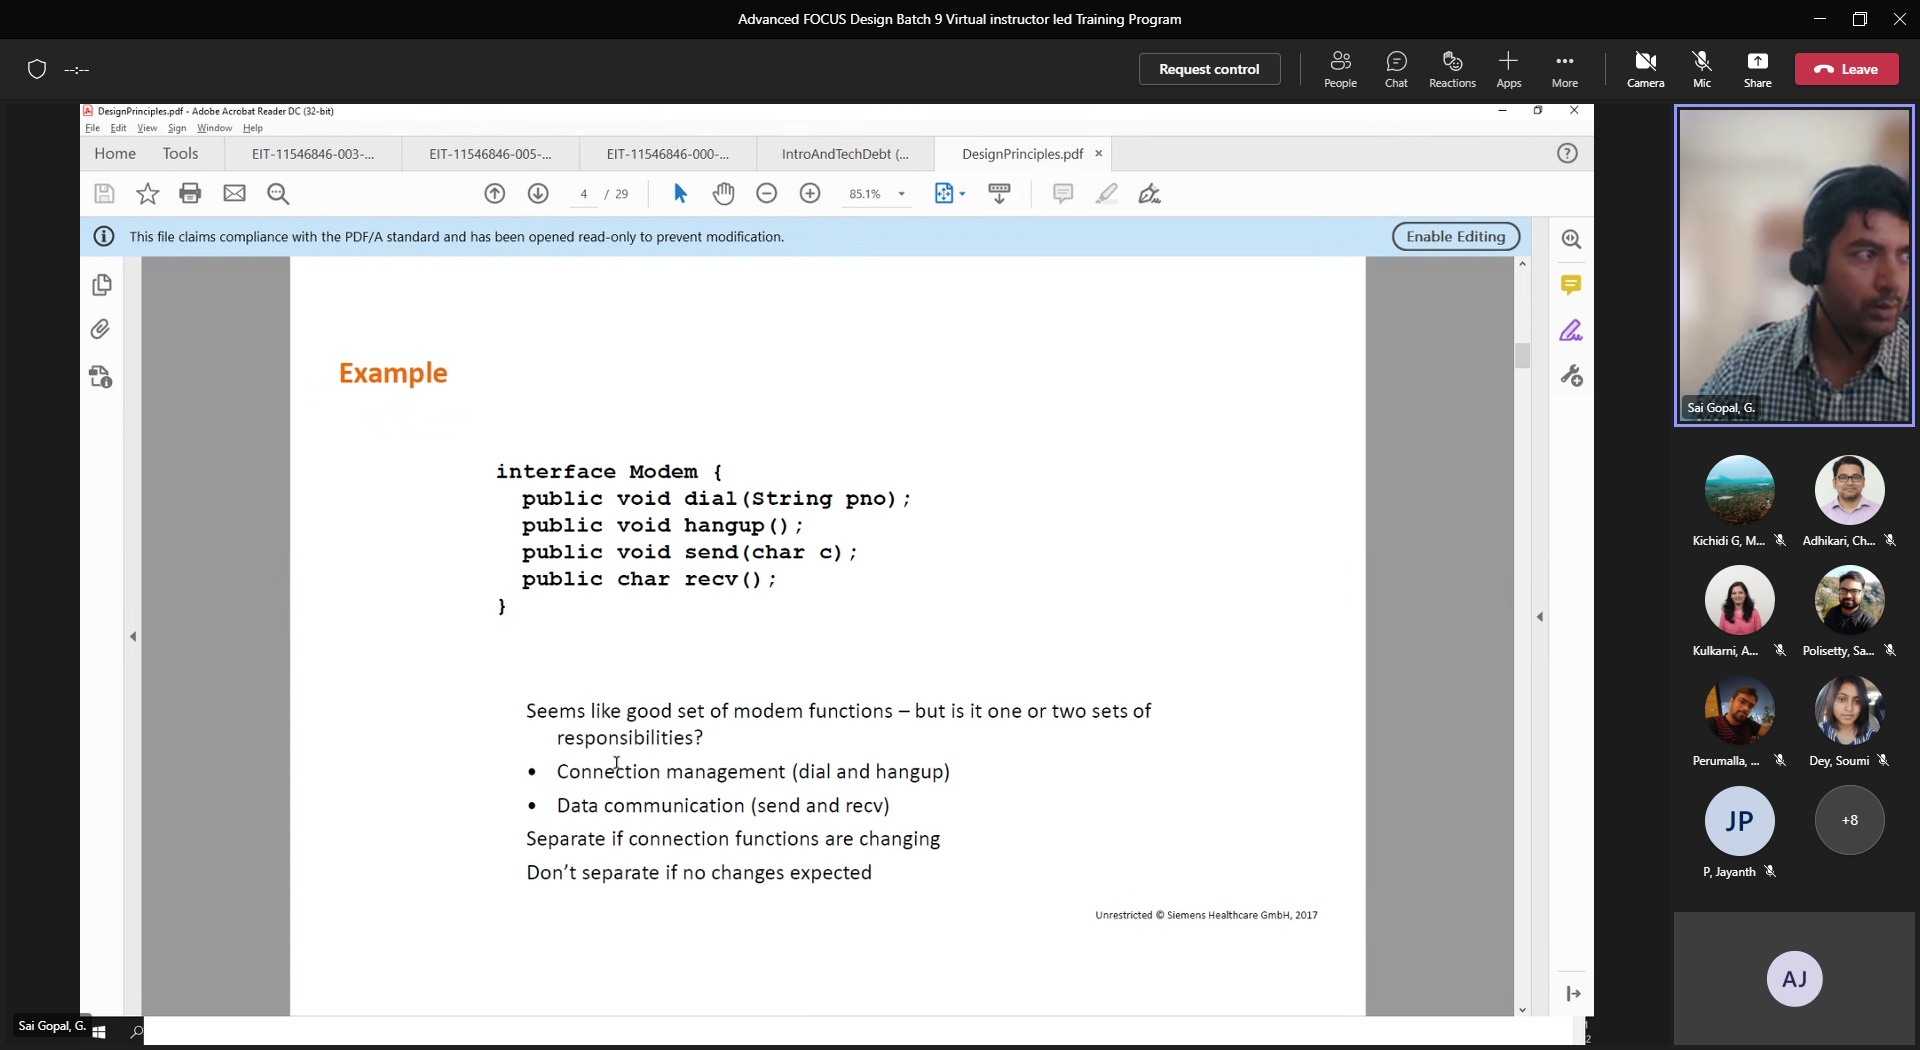 Advanced FOCUS Design Batch 9 Virtual instructor led Training Program
--:--
Request control
People
Chat
Reactions
Apps
More
Camera
Mic
Share
Leave
DesignPrinciples.pdf - Adobe Acrobat Reader DC (32-bit)
File Edit View Sign Window Help
Home Tools EIT-11546846-003-... EIT-11546846-005-... EIT-11546846-000-... IntroAndTechDebt (... DesignPrinciples.pdf ×
4 / 29 85.1%
This file claims compliance with the PDF/A standard and has been opened read-only to prevent modification.
Enable Editing
Example
interface Modem {
public void dial(String pno);
public void hangup();
public void send(char c);
public char recv();
}
Seems like good set of modem functions – but is it one or two sets of
responsibilities?
• Connection management (dial and hangup)
• Data communication (send and recv)
Separate if connection functions are changing
Don't separate if no changes expected
Unrestricted © Siemens Healthcare GmbH, 2017
Sai Gopal, G.
Kichidi G, M...
Adhikari, Ch...
Kulkarni, A...
Polisetty, Sa...
Perumalla, ...
Dey, Soumi
JP
+8
P, Jayanth
AJ
Sai Gopal, G.